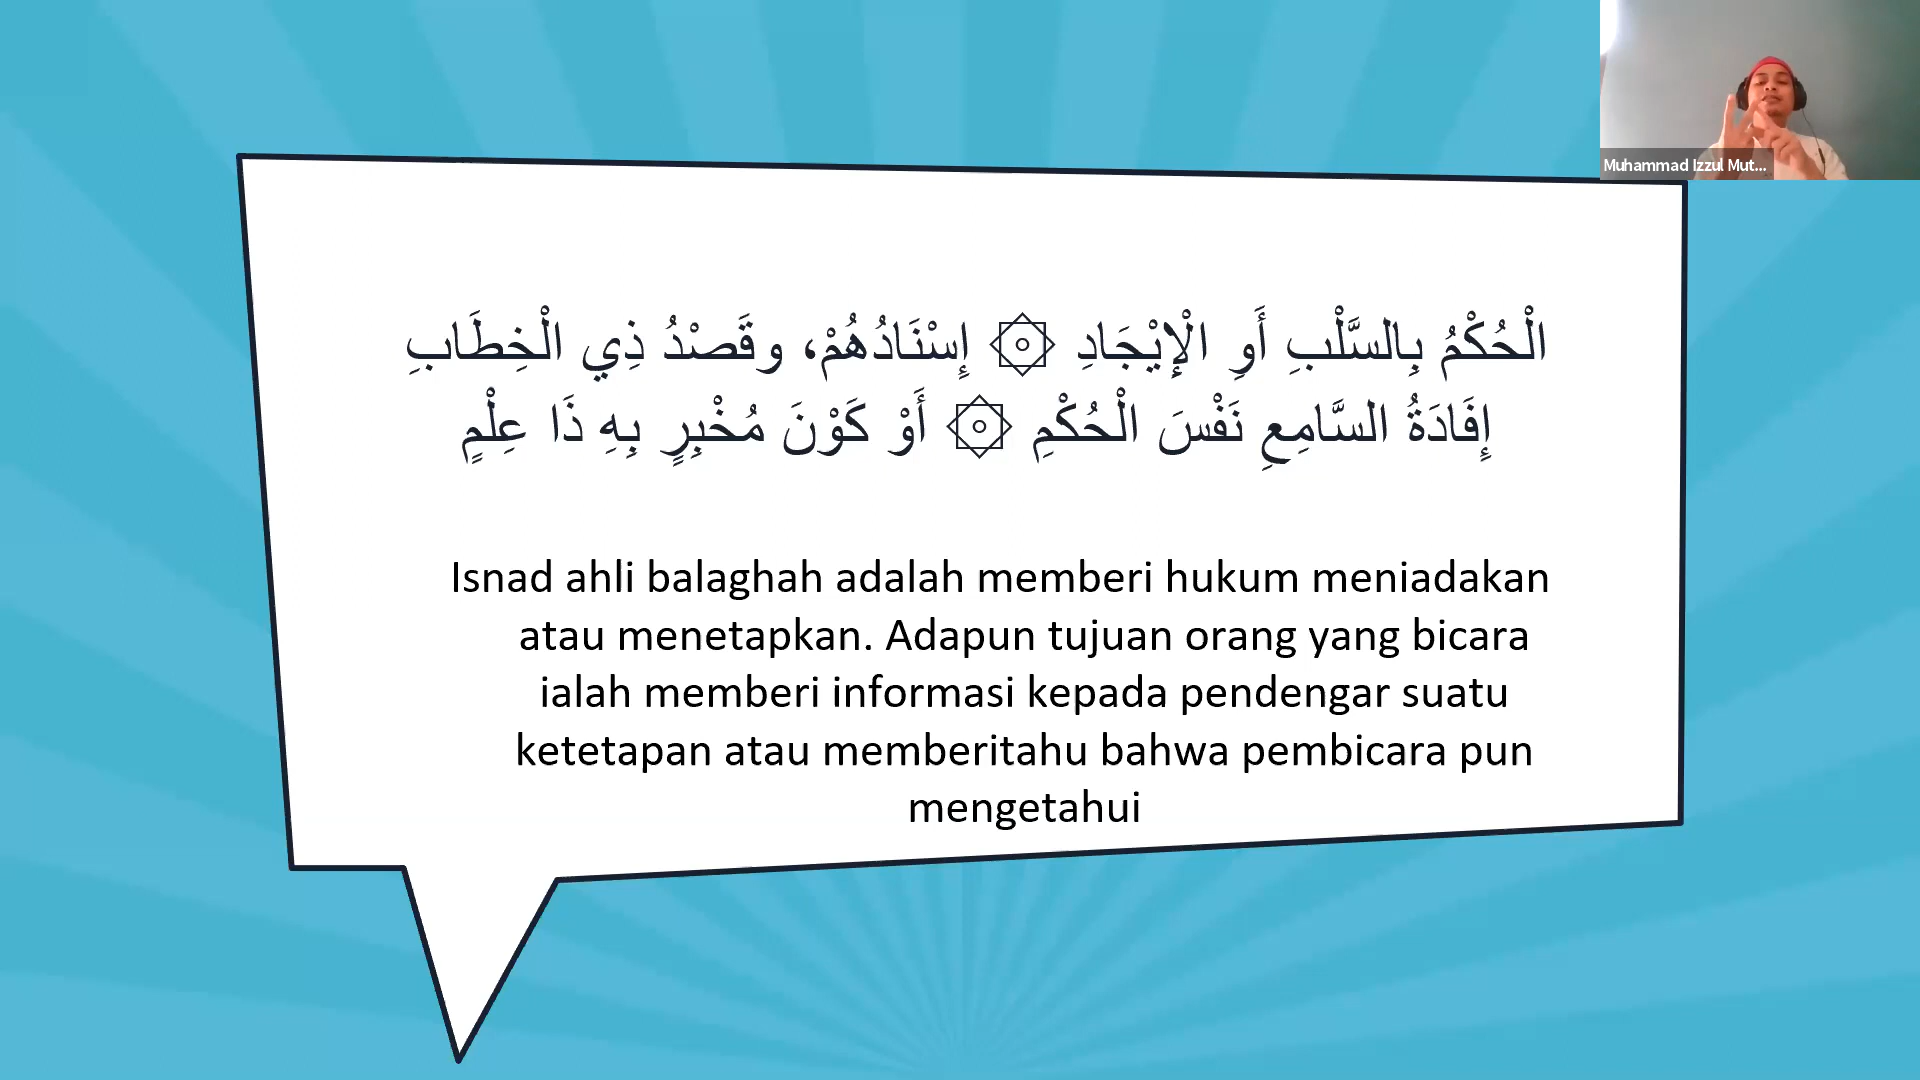 Muhammad Izzul Mut...
الْحُكْمُ بِالسَّلْبِ أَوِ الْإِيْجَادِ ۞ إِسْنَادُهُمْ، وقَصْدُ ذِي الْخِطَابِ
إِفَادَةُ السَّامِعِ نَفْسَ الْحُكْمِ ۞ أَوْ كَوْنَ مُخْبِرٍ بِهِ ذَا عِلْمٍ
Isnad ahli balaghah adalah memberi hukum meniadakan
atau menetapkan. Adapun tujuan orang yang bicara
ialah memberi informasi kepada pendengar suatu
ketetapan atau memberitahu bahwa pembicara pun
mengetahui